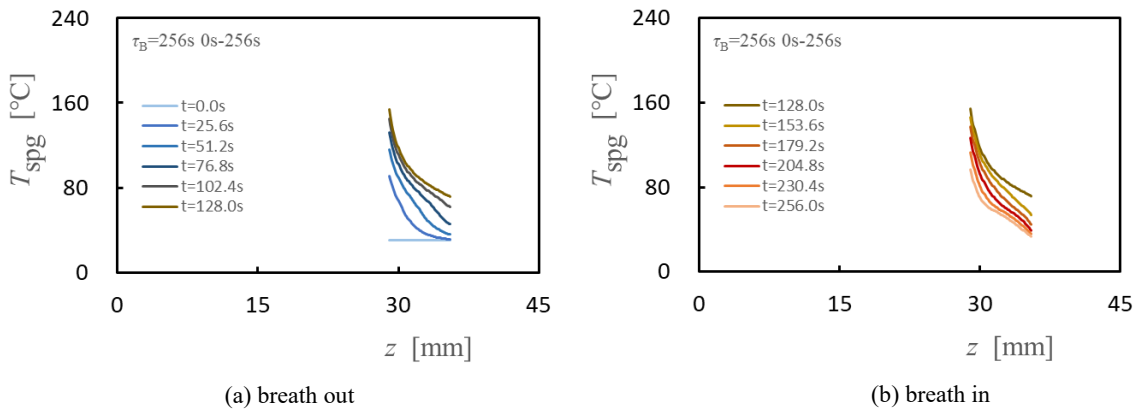 240
τB=256s 0s-256s
160
t=0.0s
t=25.6s
t=51.2s
t=76.8s
t=102.4s
t=128.0s
80
0
Tspg [°C]
0 15 30 45
z [mm]
(a) breath out
240
τB=256s 0s-256s
160
t=128.0s
t=153.6s
t=179.2s
t=204.8s
t=230.4s
t=256.0s
80
0
Tspg [°C]
0 15 30 45
z [mm]
(b) breath in